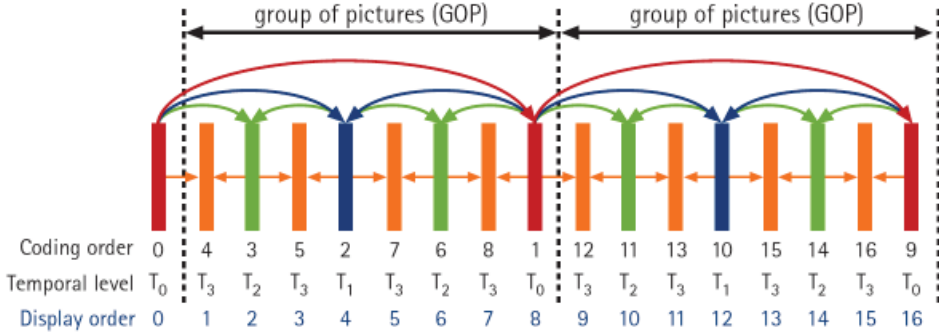 group of pictures (GOP) group of pictures (GOP)
Coding order 0 4 3 5 2 7 6 8 1 12 11 13 10 15 14 16 9
Temporal level T0 T3 T2 T3 T1 T3 T2 T3 T0 T3 T2 T3 T1 T3 T2 T3 T0
Display order 0 1 2 3 4 5 6 7 8 9 10 11 12 13 14 15 16